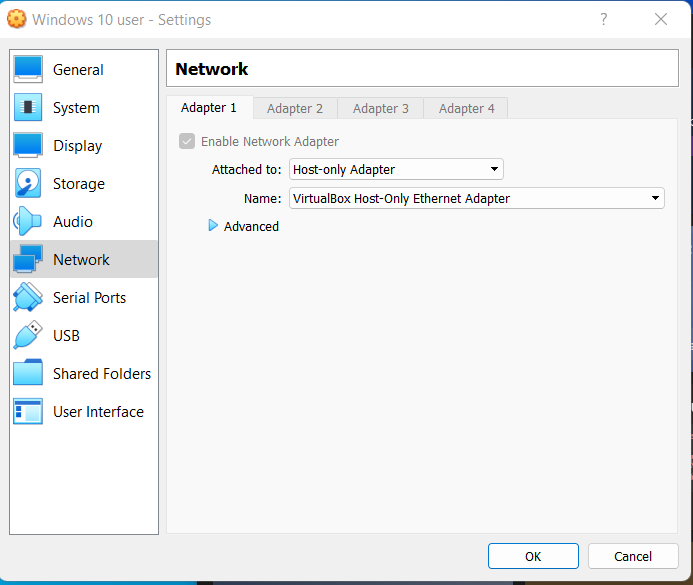 Windows 10 user - Settings
?
General
System
Display
Storage
Audio
Network
Serial Ports
USB
Shared Folders
User Interface
Network
Adapter 1
Adapter 2
Adapter 3
Adapter 4
Enable Network Adapter
Attached to: Host-only Adapter
Name: VirtualBox Host-Only Ethernet Adapter
Advanced
OK
Cancel